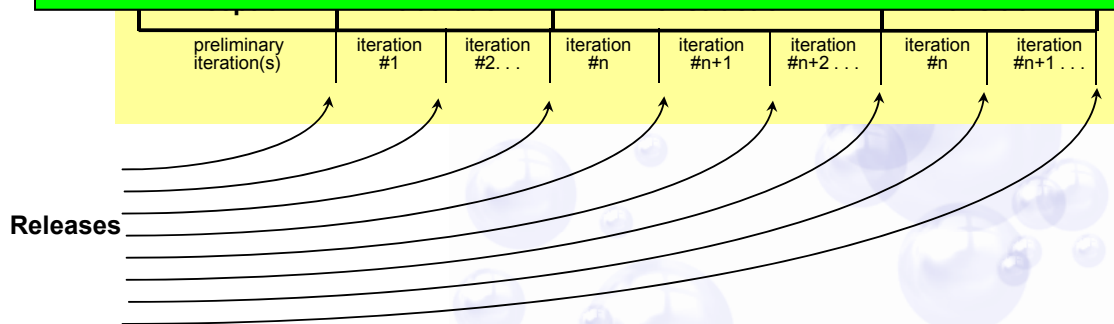 preliminary
iteration(s)
iteration
#1
iteration
#2. . .
iteration
#n
iteration
#n+1
iteration
#n+2 . . .
iteration
#n
iteration
#n+1 . . .
Releases